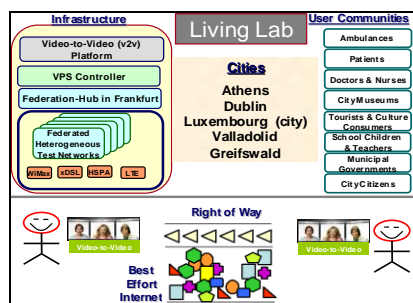 Infrastructure
Video-to-Video (v2v)
Platform
VPS Controller
Federation-Hub in Frankfurt
Federated
Heterogeneous
Test Networks
WiMax
xDSL
HSPA
LTE
Living Lab
Cities
Athens
Dublin
Luxembourg (city)
Valladolid
Greifswald
User Communities
Ambulances
Patients
Doctors & Nurses
CityMuseums
Tourists & Culture
Consumers
School Children
& Teachers
Municipal
Governments
CityCitizens
Right of Way
Video-to-Video
Video-to-Video
Best
Effort
Internet